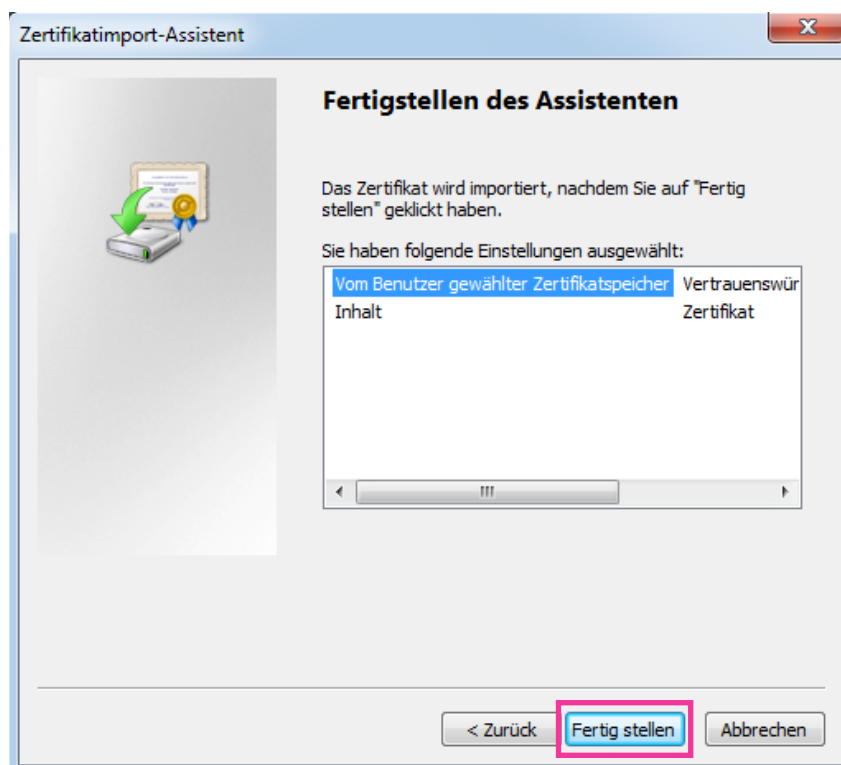 Zertifikatimport-Assistent
Fertigstellen des Assistenten
Das Zertifikat wird importiert, nachdem Sie auf "Fertig
stellen" geklickt haben.
Sie haben folgende Einstellungen ausgewählt:
Vom Benutzer gewählter Zertifikatspeicher Vertrauenswür
Inhalt Zertifikat
< Zurück Fertig stellen Abbrechen